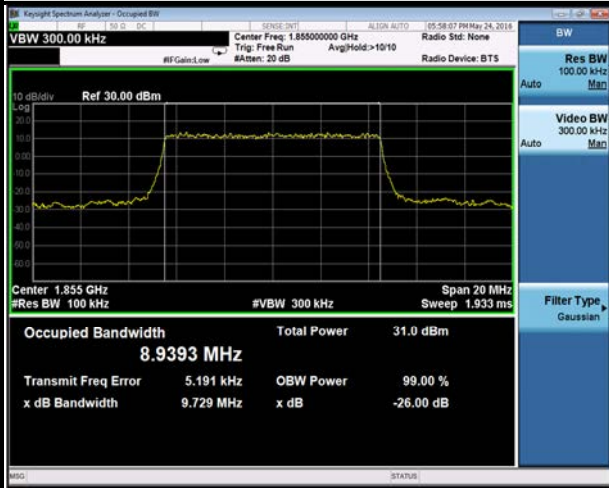 Keysight Spectrum Analyzer - Occupied BW
RF 50 Ω DC SENSE:INT ALIGN AUTO 05:58:07 PM May 24, 2016
VBW 300.00 kHz
Center Freq: 1.855000000 GHz
Radio Std: None
Trig: Free Run Avg|Hold:>10/10
#IFGain:Low #Atten: 20 dB Radio Device: BTS
10 dB/div Ref 30.00 dBm
Log
20.0
10.0
0.00
-10.0
-20.0
-30.0
-40.0
-50.0
-60.0
Center 1.855 GHz Span 20 MHz
#Res BW 100 kHz #VBW 300 kHz Sweep 1.933 ms
Occupied Bandwidth Total Power 31.0 dBm
8.9393 MHz
Transmit Freq Error 5.191 kHz OBW Power 99.00 %
x dB Bandwidth 9.729 MHz x dB -26.00 dB
MSG STATUS
BW
Res BW
100.00 kHz
Auto Man
Video BW
300.00 kHz
Auto Man
Filter Type
Gaussian